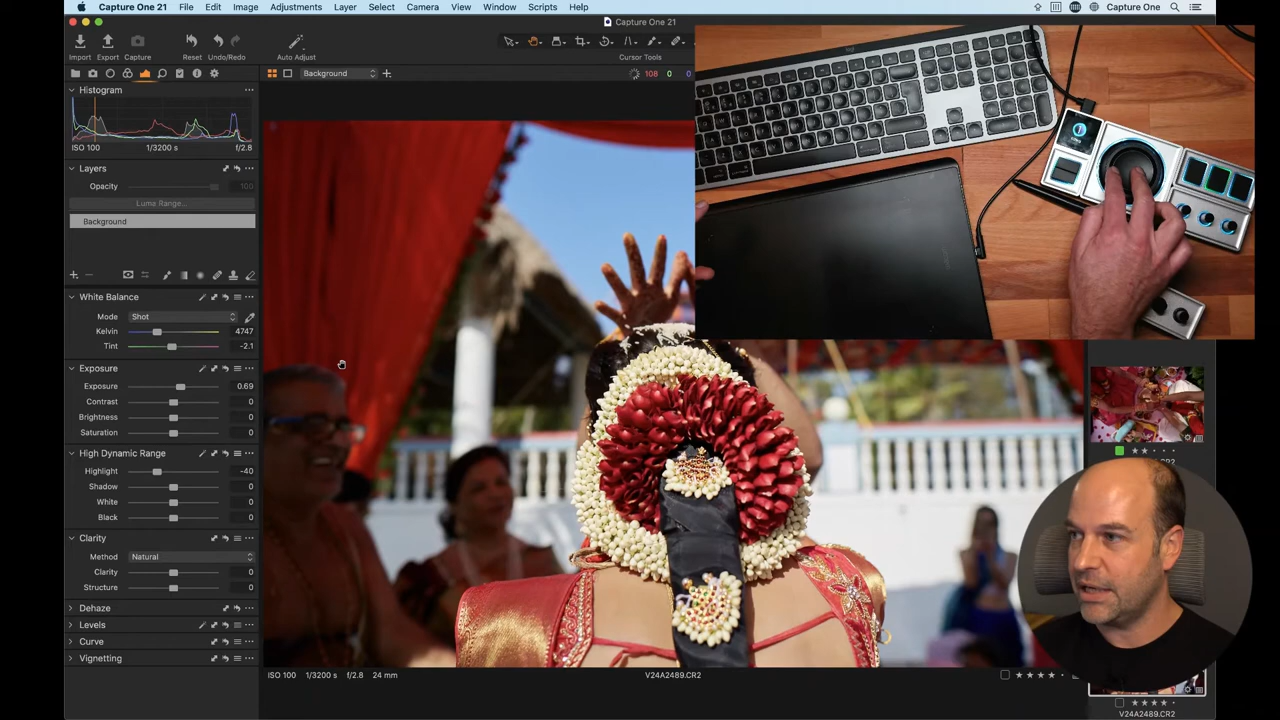 Capture One 21 File Edit Image Adjustments Layer Select Camera View Window Scripts Help Capture One
Capture One 21
Import Export Capture Reset Undo/Redo Auto Adjust Cursor Tools
Background
108 0 0
Histogram
ISO 100 1/3200 s f/2.8
Layers
Opacity 100
Luma Range...
Background
White Balance
Mode Shot
Kelvin 4747
Tint -2.1
Exposure
Exposure 0.69
Contrast 0
Brightness 0
Saturation 0
High Dynamic Range
Highlight -40
Shadow 0
White 0
Black 0
Clarity
Method Natural
Clarity 0
Structure 0
Dehaze
Levels
Curve
Vignetting
ISO 100 1/3200 s f/2.8 24 mm
V24A2489.CR2
V24A2489.CR2